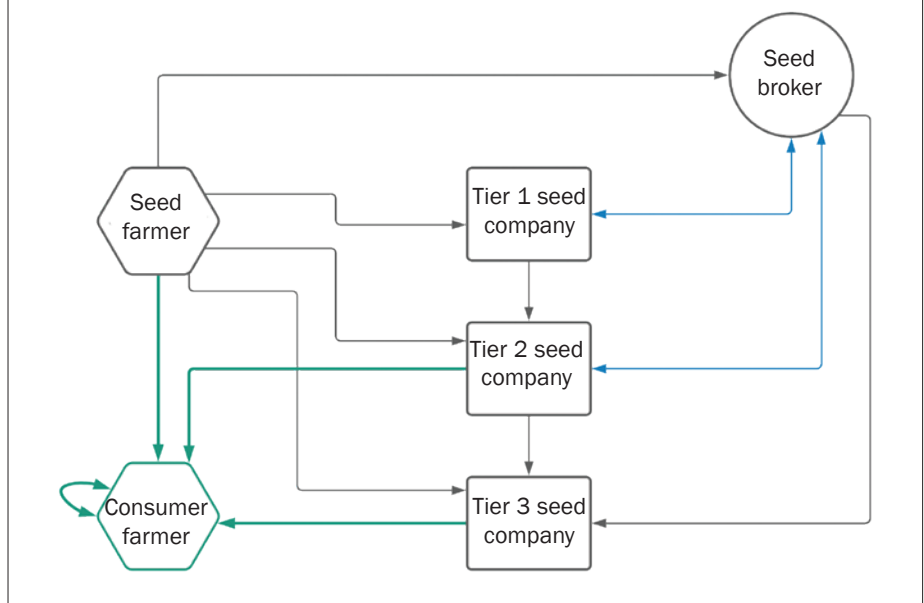 Seed
broker
Seed
farmer
Tier 1 seed
company
Tier 2 seed
company
Consumer
farmer
Tier 3 seed
company